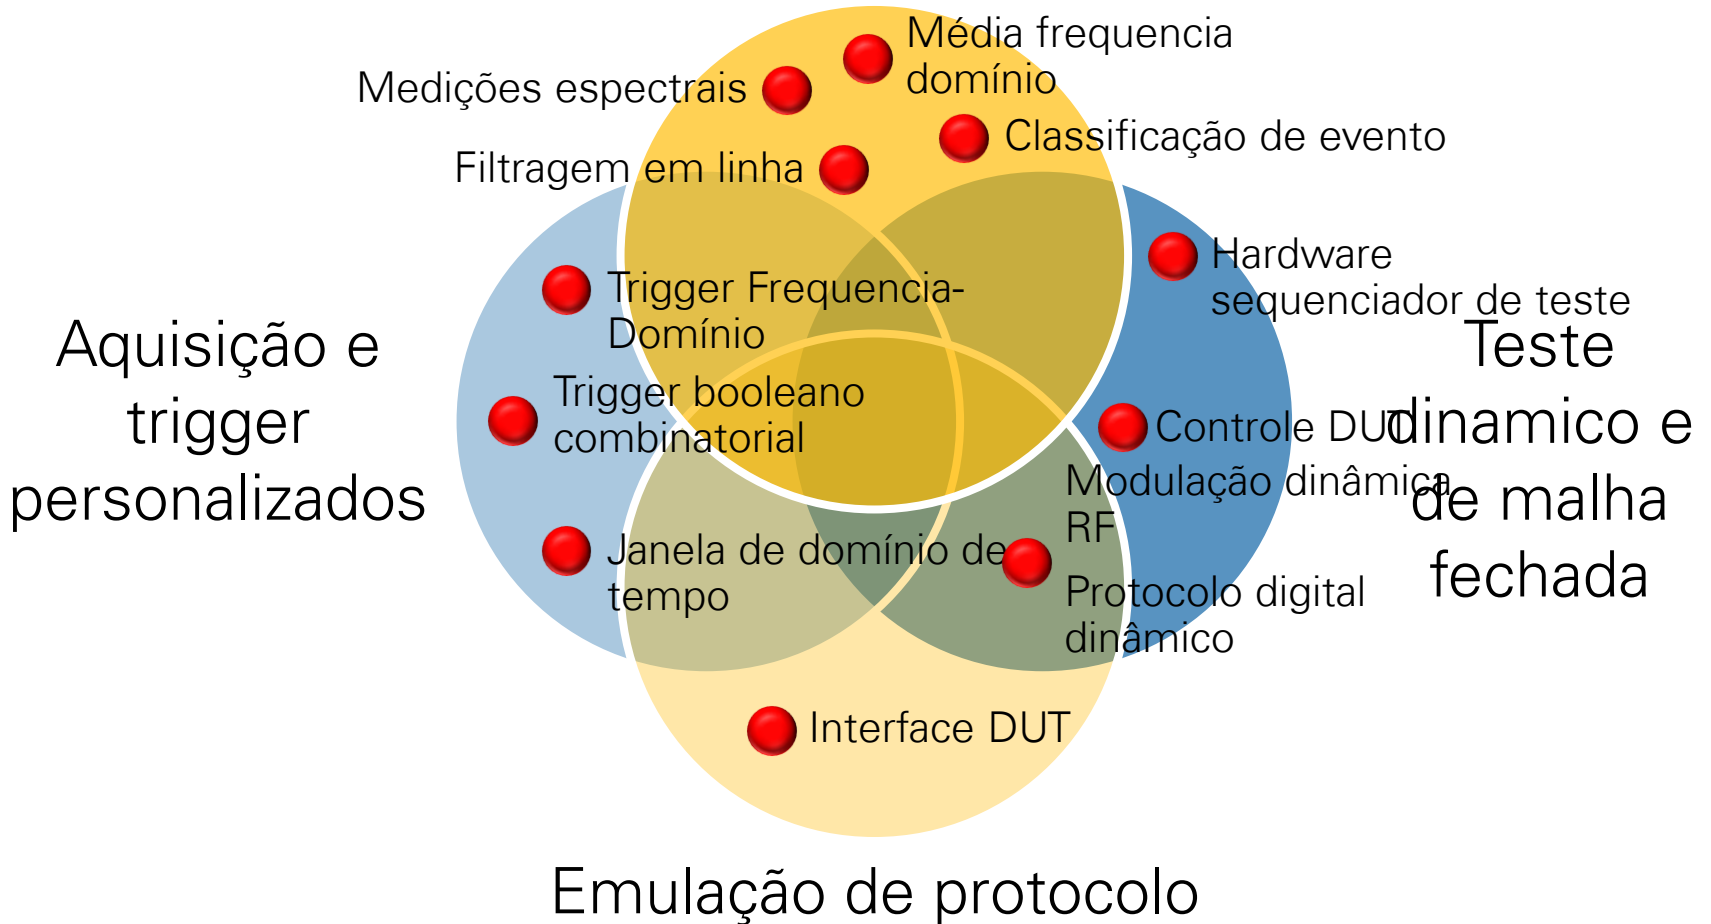 Média frequencia
domínio
Medições espectrais
Classificação de evento
Filtragem em linha
Hardware
sequenciador de teste
Trigger Frequencia-
Domínio
Aquisição e
trigger
personalizados
Teste
dinamico e
de malha
fechada
Trigger booleano
combinatorial
Controle DUT
Modulação dinâmica
RF
Janela de domínio de
tempo
Protocolo digital
dinâmico
Interface DUT
Emulação de protocolo